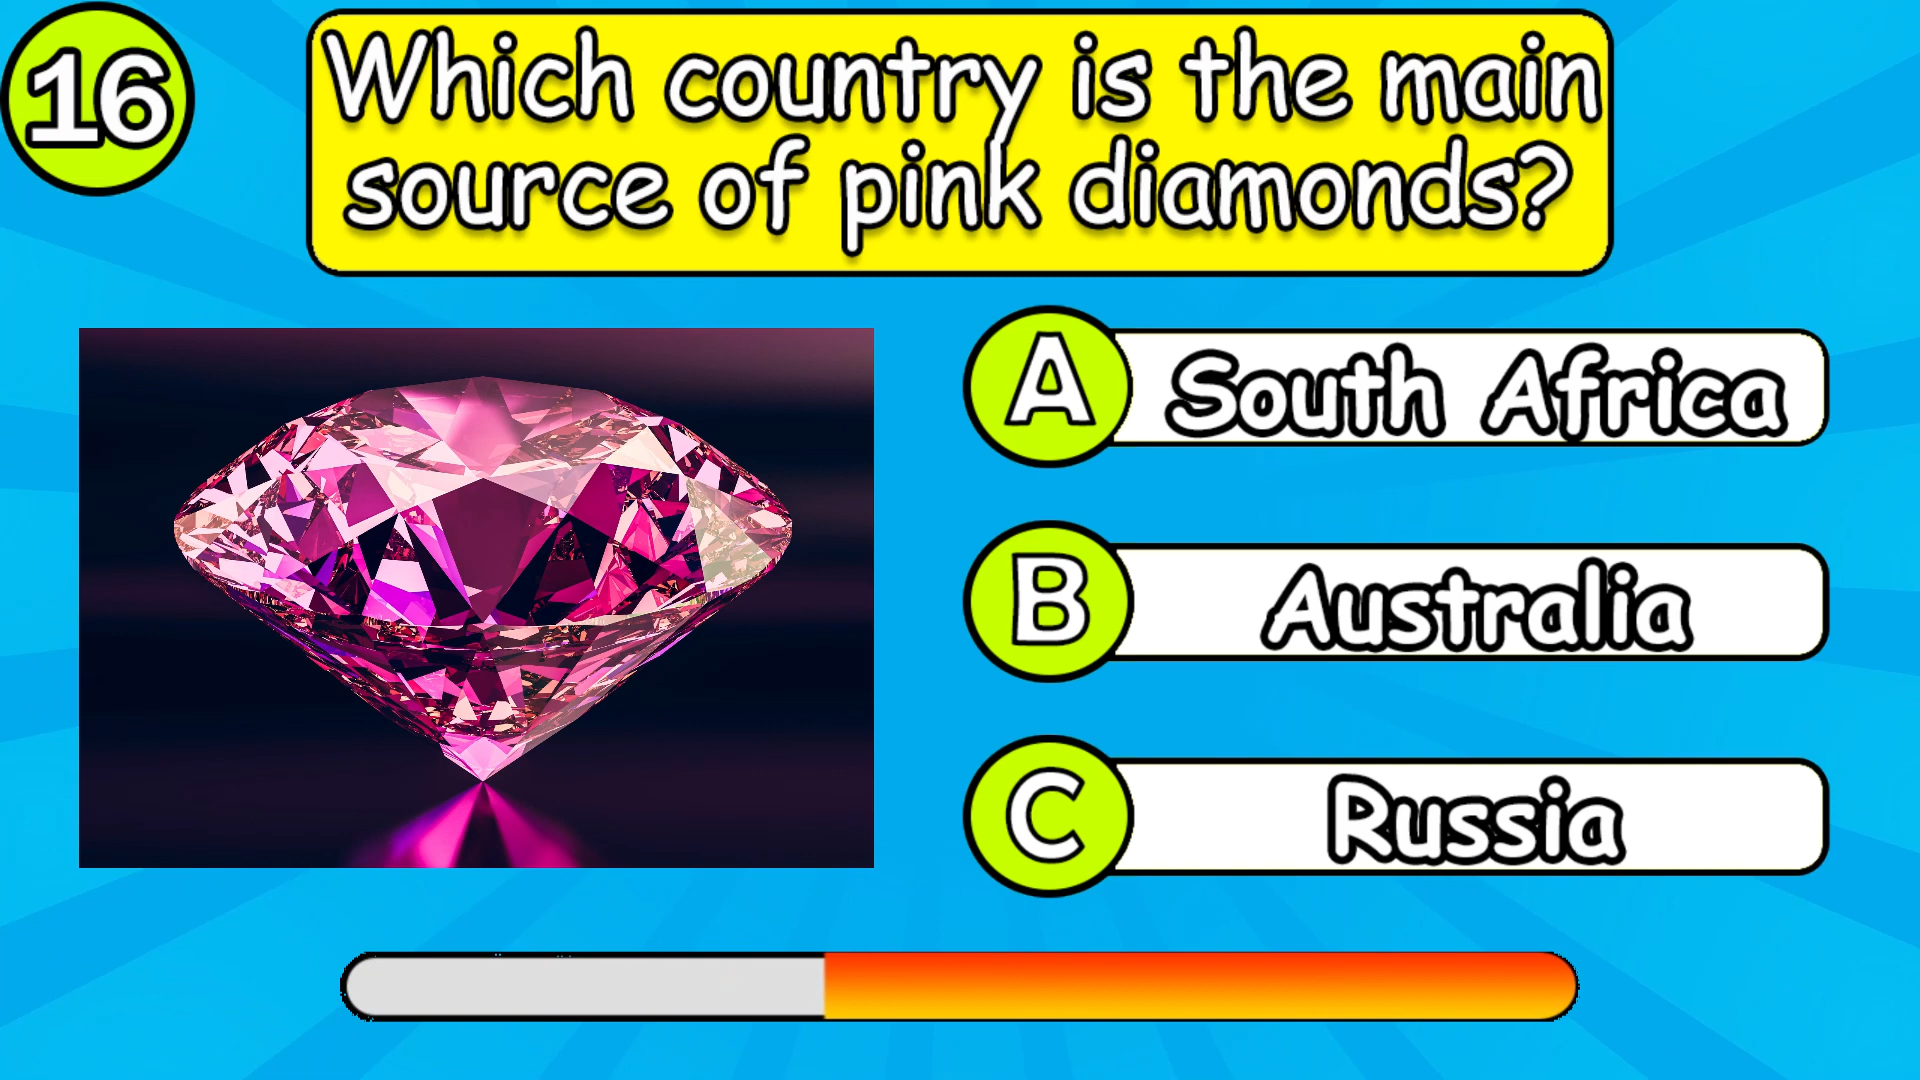 16
Which country is the main
source of pink diamonds?
A South Africa
B Australia
C Russia